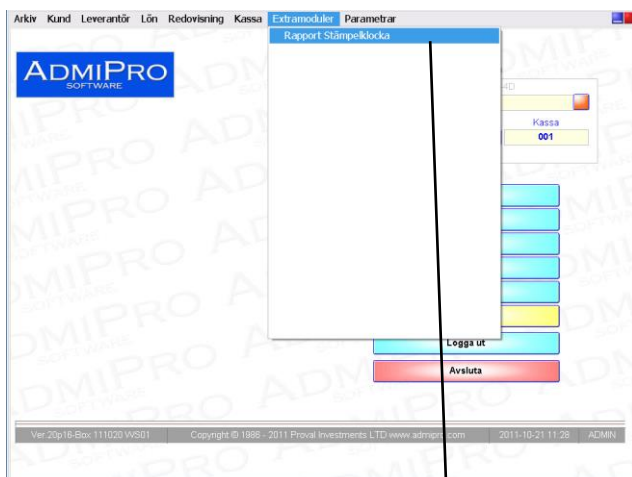 Arkiv Kund Leverantör Lön Redovisning Kassa Extramoduler Parametrar
Rapport Stämpelklocka
ADMIPRO
SOFTWARE
4D
Kassa
001
Logga ut
Avsluta
Ver.20p16-Box 111020 WS01 Copyright © 1986 - 2011 Proval Investments LTD www.admipro.com 2011-10-21 11:28 ADMIN